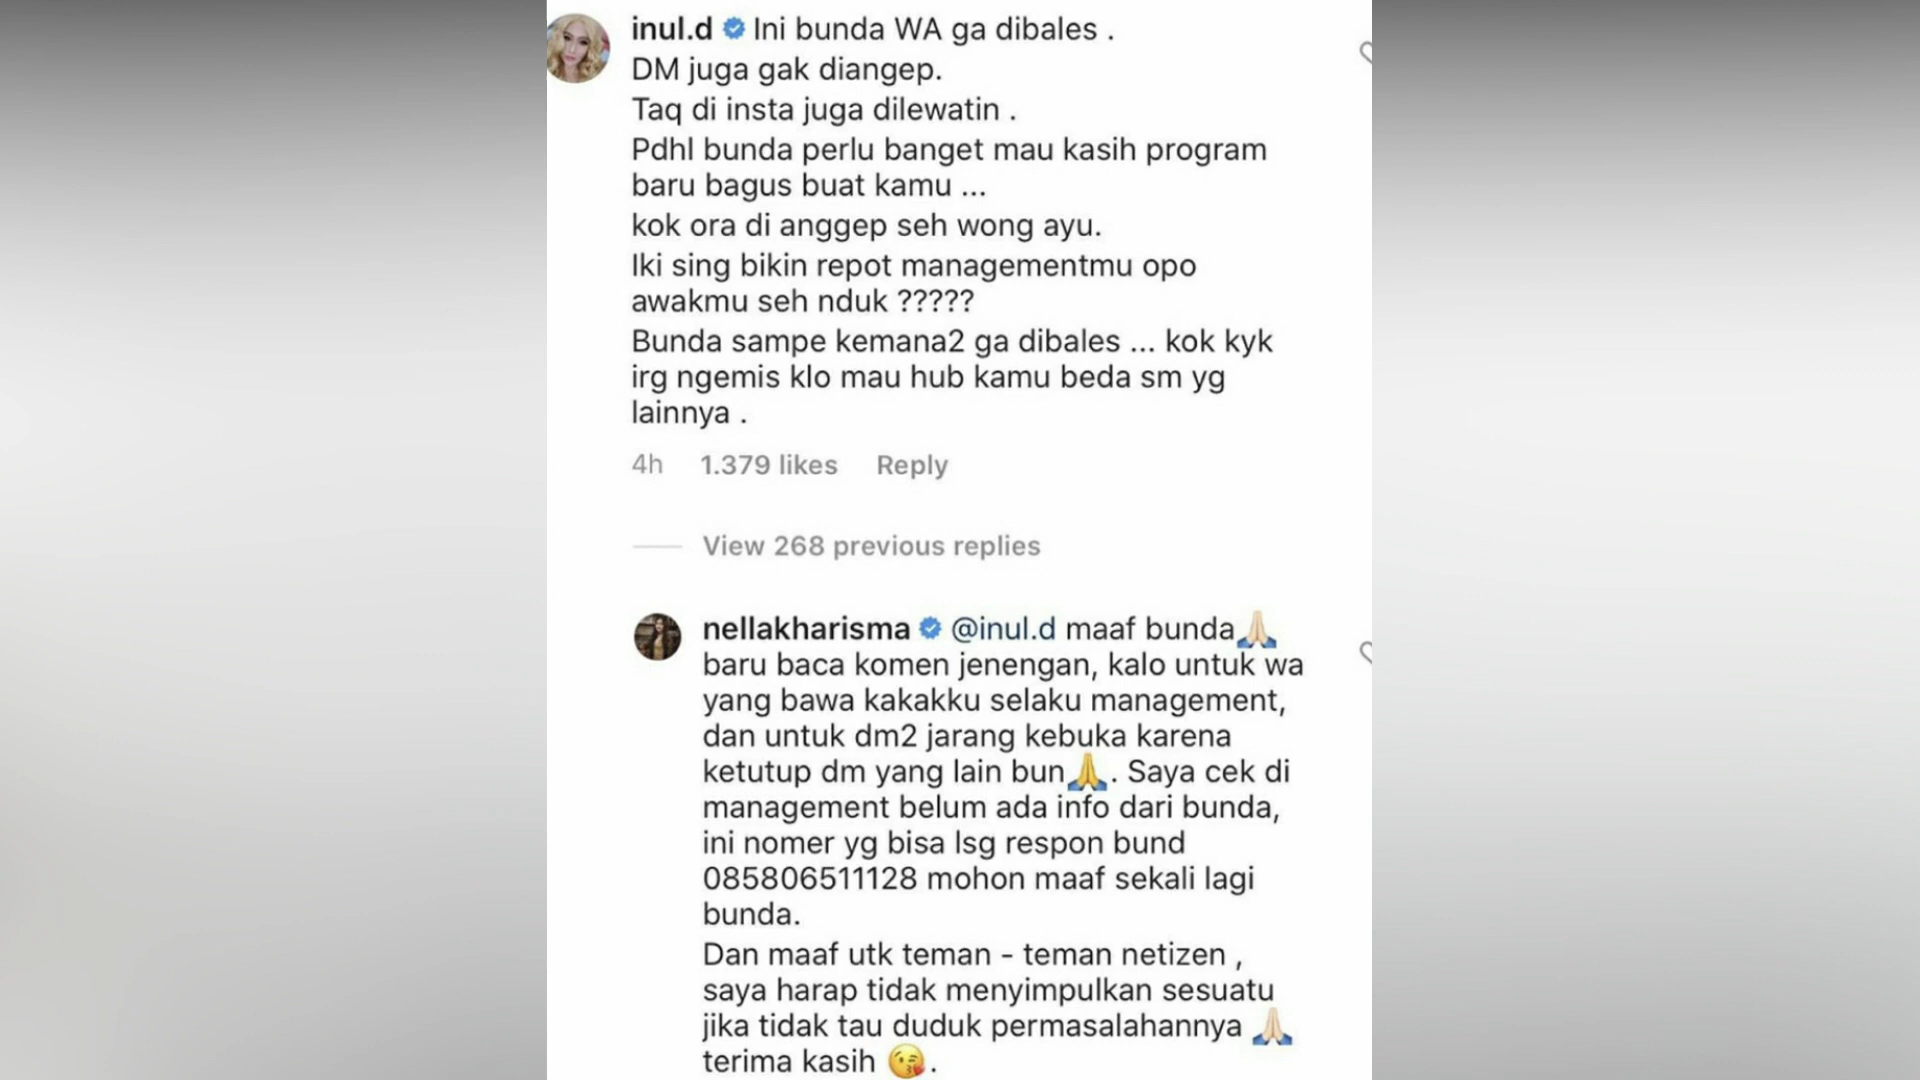 inul.d Ini bunda WA ga dibales .
DM juga gak diangep.
Taq di insta juga dilewatin .
Pdhl bunda perlu banget mau kasih program
baru bagus buat kamu ...
kok ora di anggep seh wong ayu.
Iki sing bikin repot managementmu opo
awakmu seh nduk ?????
Bunda sampe kemana2 ga dibales ... kok kyk
irg ngemis klo mau hub kamu beda sm yg
lainnya .
4h 1.379 likes Reply
View 268 previous replies
nellakharisma @inul.d maaf bunda🙏🏻
baru baca komen jenengan, kalo untuk wa
yang bawa kakakku selaku management,
dan untuk dm2 jarang kebuka karena
ketutup dm yang lain bun🙏. Saya cek di
management belum ada info dari bunda,
ini nomer yg bisa lsg respon bund
085806511128 mohon maaf sekali lagi
bunda.
Dan maaf utk teman - teman netizen ,
saya harap tidak menyimpulkan sesuatu
jika tidak tau duduk permasalahannya 🙏🏻
terima kasih 😘.